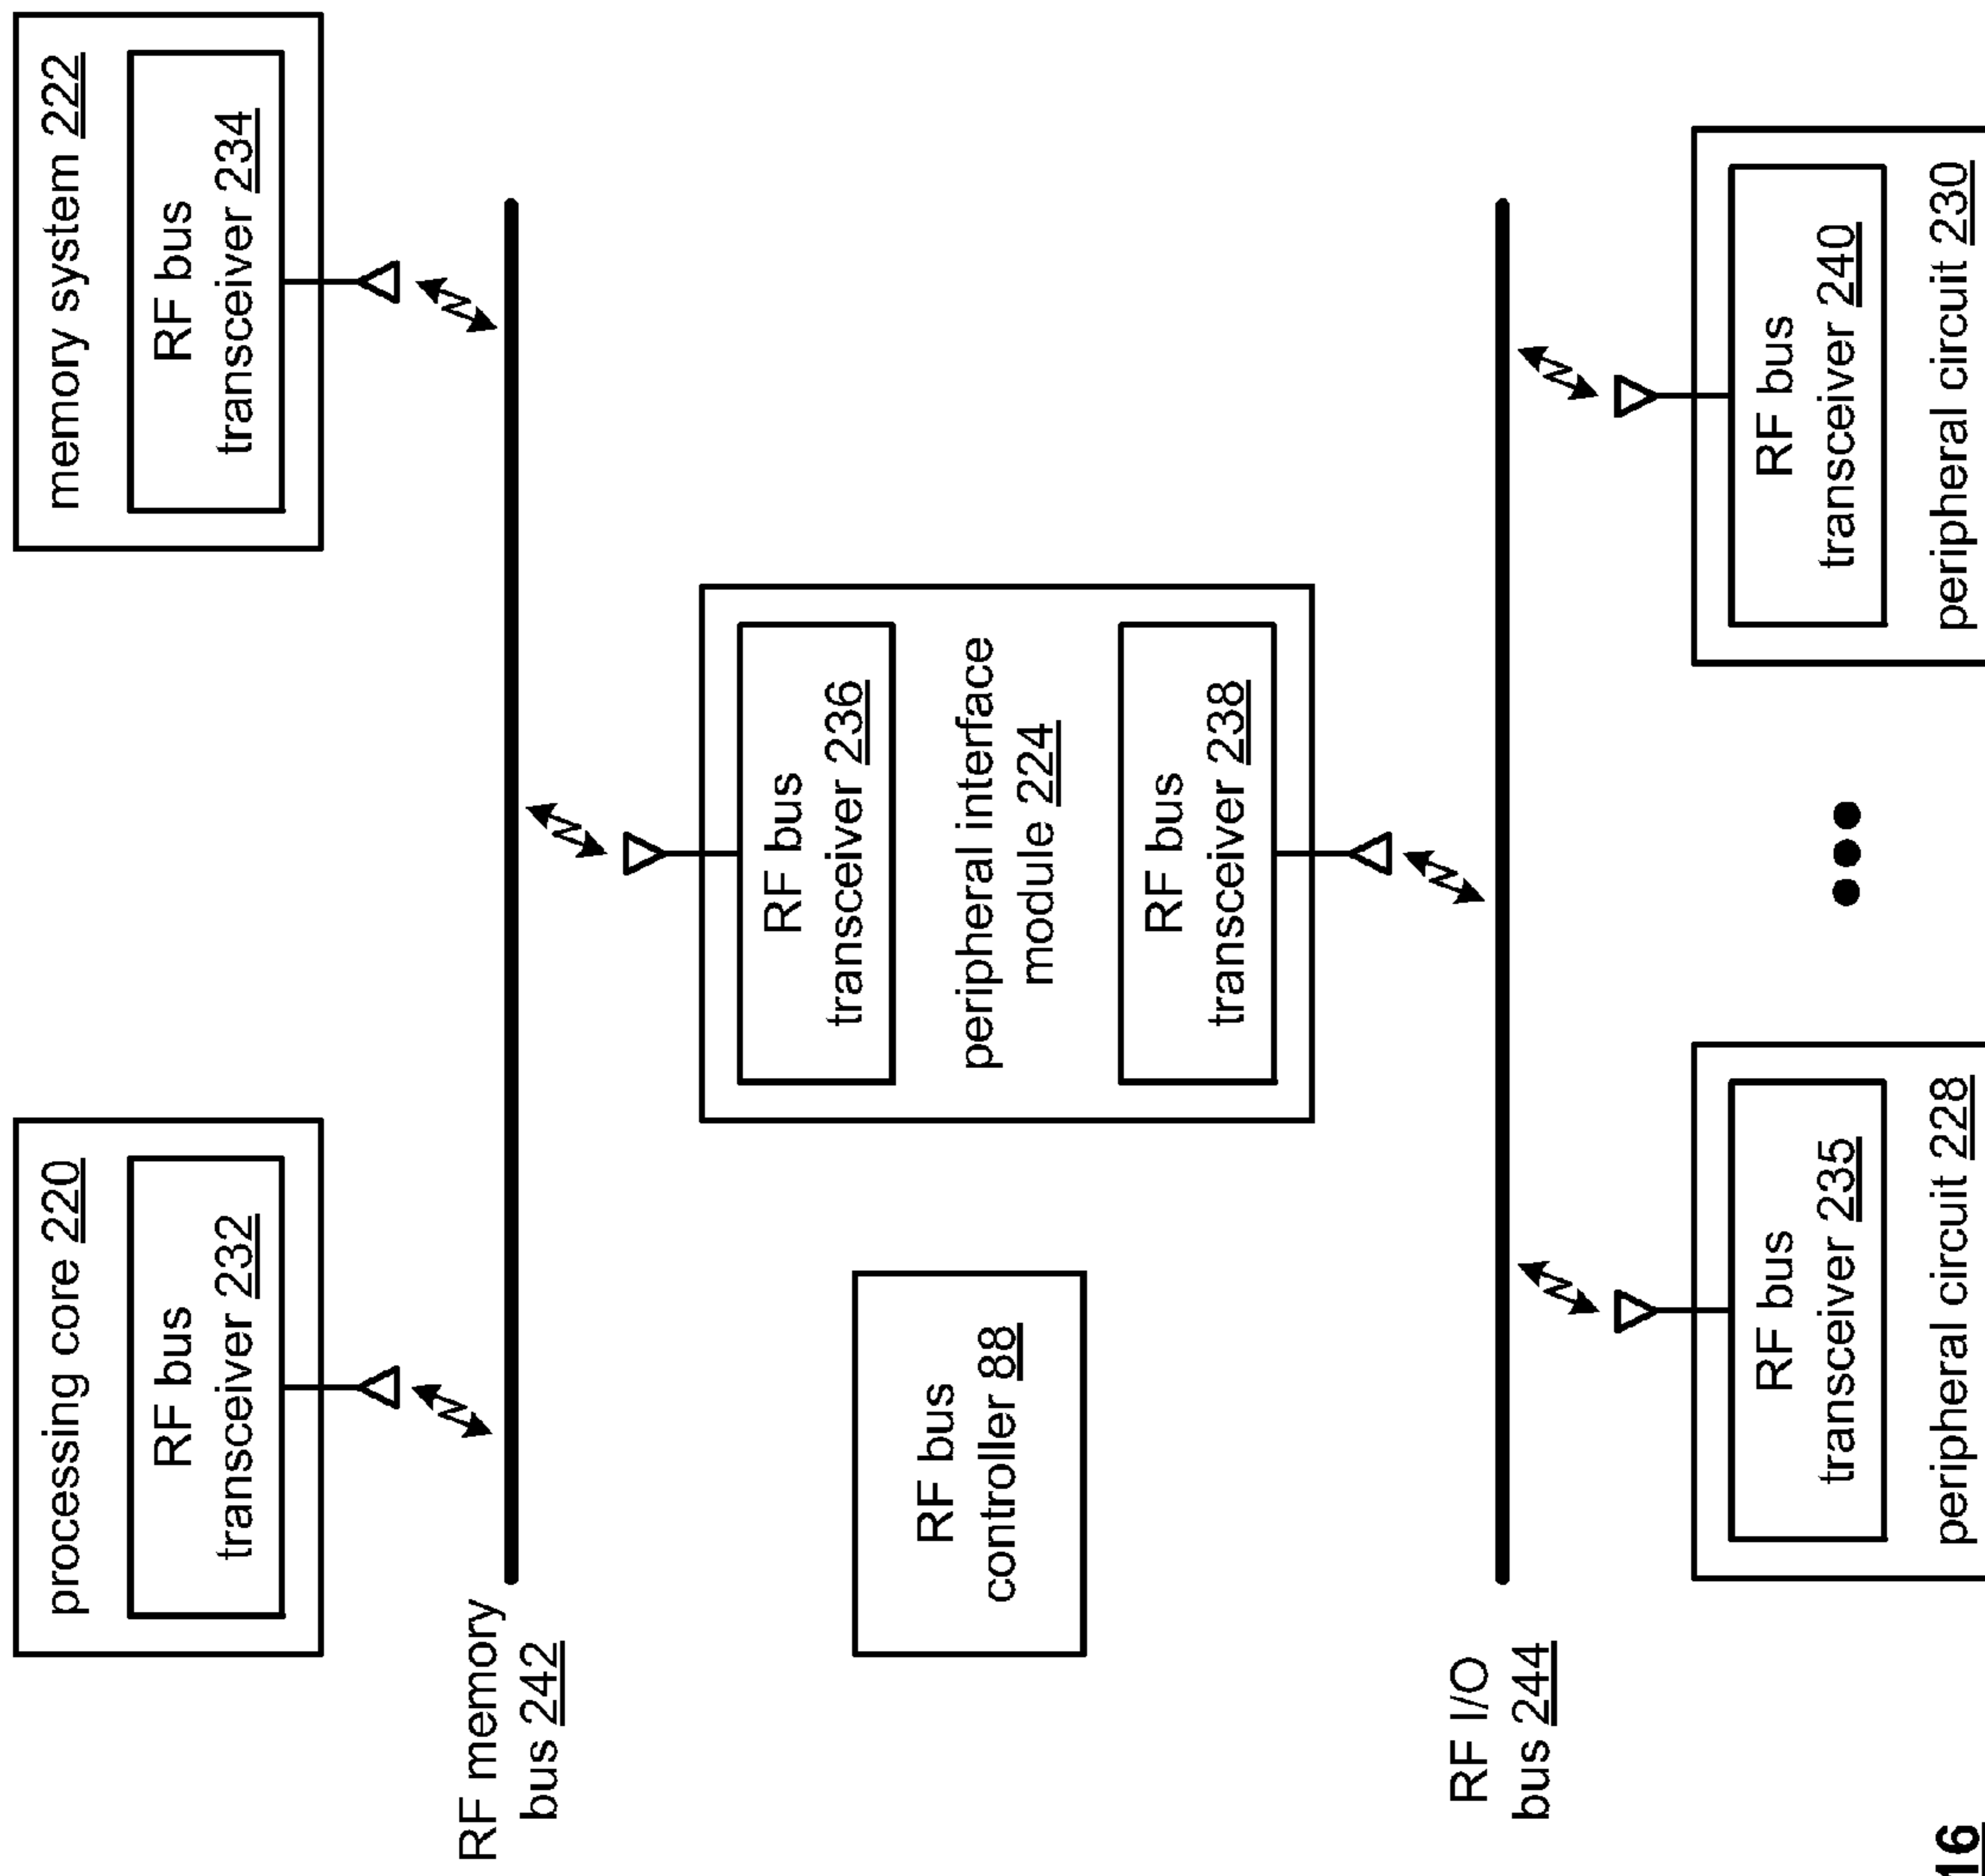 processing core 220
RF bus
transceiver 232
memory system 222
RF bus
transceiver 234
RF memory
bus 242
RF bus
transceiver 236
peripheral interface
module 224
RF bus
transceiver 238
RF bus
controller 88
RF I/O
bus 244
RF bus
transceiver 235
peripheral circuit 228
RF bus
transceiver 240
peripheral circuit 230
16